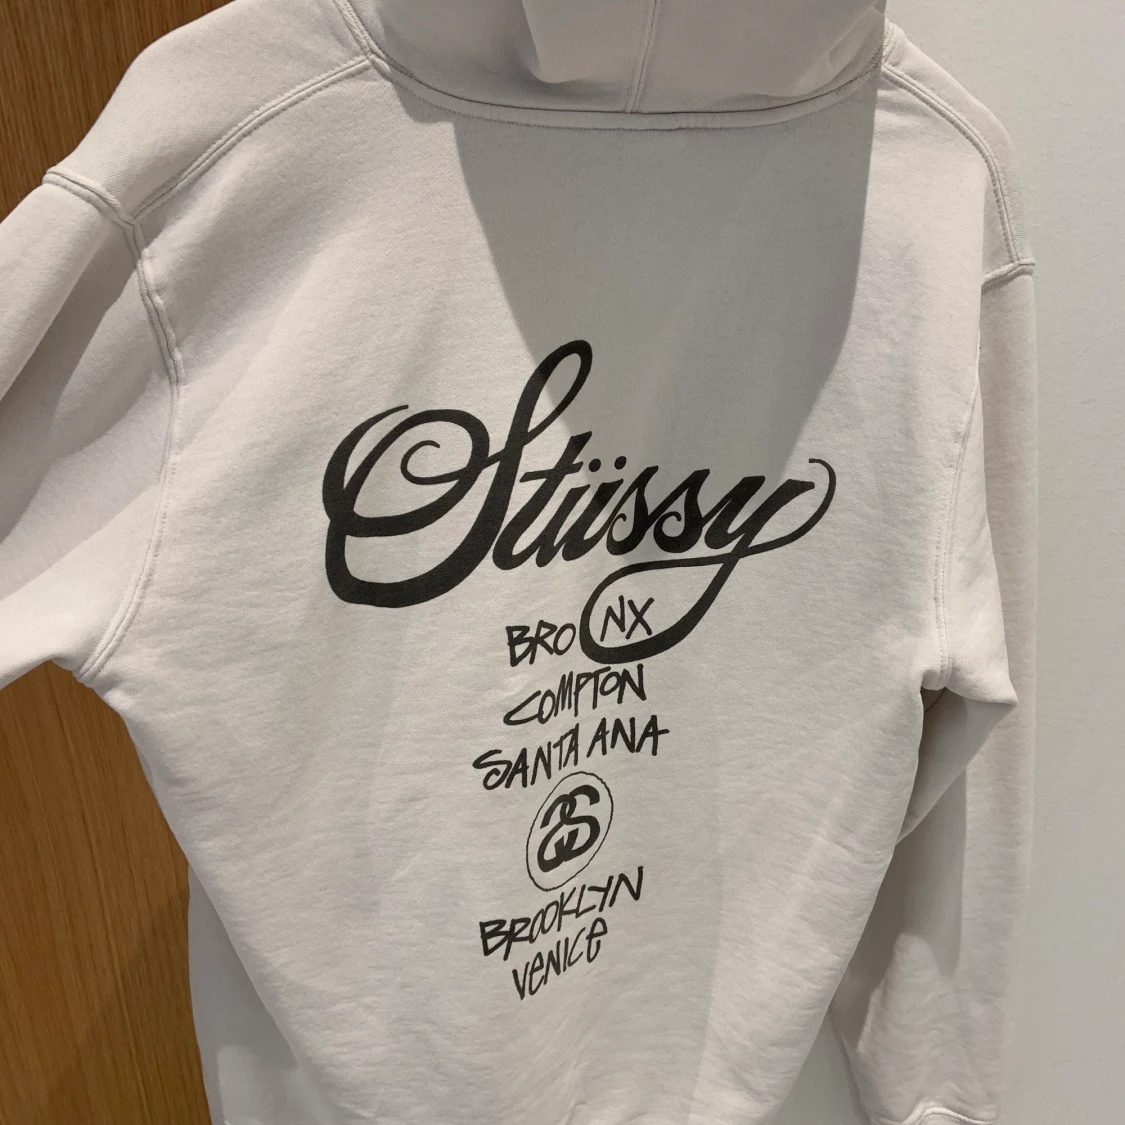 Stüssy
BRONX
COMPTON
SANTA ANA
SS
BROOKLYN
VENICE